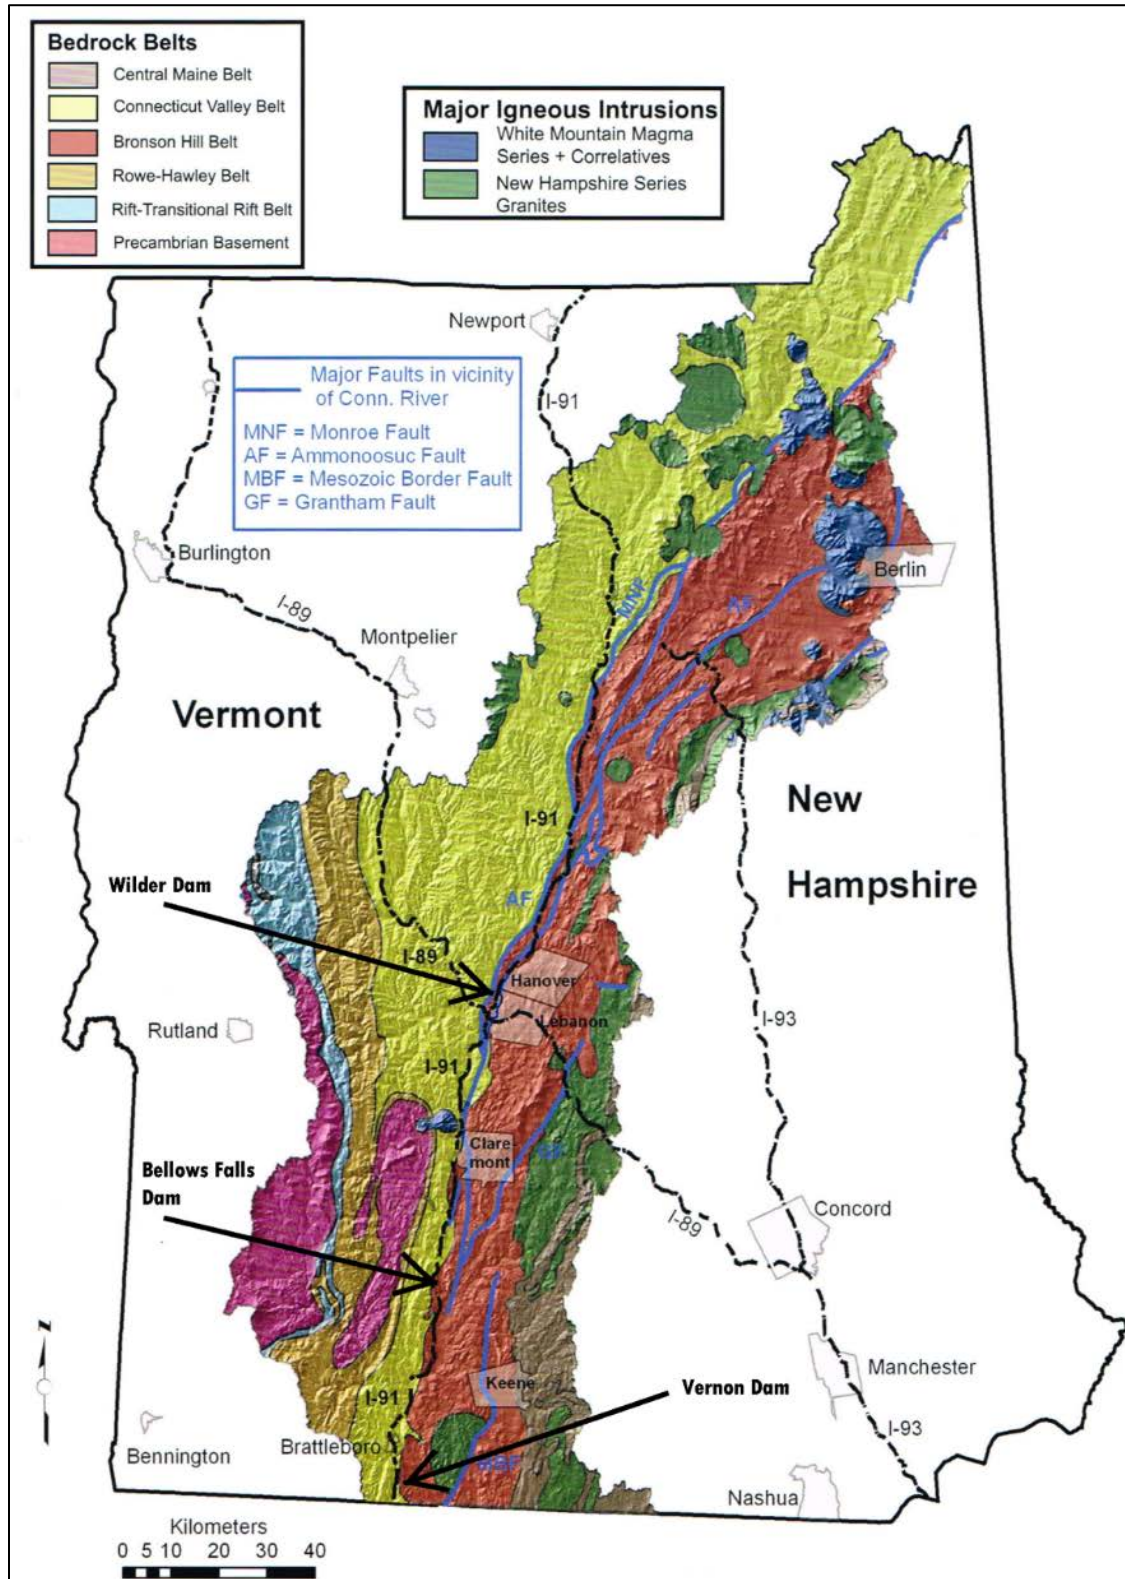 Bedrock Belts
Central Maine Belt
Connecticut Valley Belt
Bronson Hill Belt
Rowe-Hawley Belt
Rift-Transitional Rift Belt
Precambrian Basement
Major Igneous Intrusions
White Mountain Magma
Series + Correlatives
New Hampshire Series
Granites
Newport
Major Faults in vicinity
of Conn. River
MNF = Monroe Fault
AF = Ammonoosuc Fault
MBF = Mesozoic Border Fault
GF = Grantham Fault
I-91
Burlington
Berlin
I-89
MNF
AF
Montpelier
Vermont
New
Hampshire
I-91
Wilder Dam
AF
I-89
Hanover
Lebanon
Rutland
I-93
I-91
Clare-
mont
GF
Bellows Falls
Dam
Concord
I-89
N
Manchester
Keene
Vernon Dam
I-91
I-93
Bennington
Brattleboro
MBF
Nashua
Kilometers
0 5 10 20 30 40